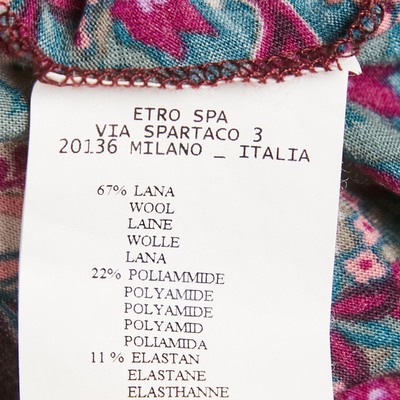 ETRO SPA
VIA SPARTACO 3
20136 MILANO _ ITALIA
67% LANA
WOOL
LAINE
WOLLE
LANA
22% POLIAMMIDE
POLYAMIDE
POLYAMIDE
POLYAMID
POLIAMIDA
11 % ELASTAN
ELASTANE
ELASTHANNE